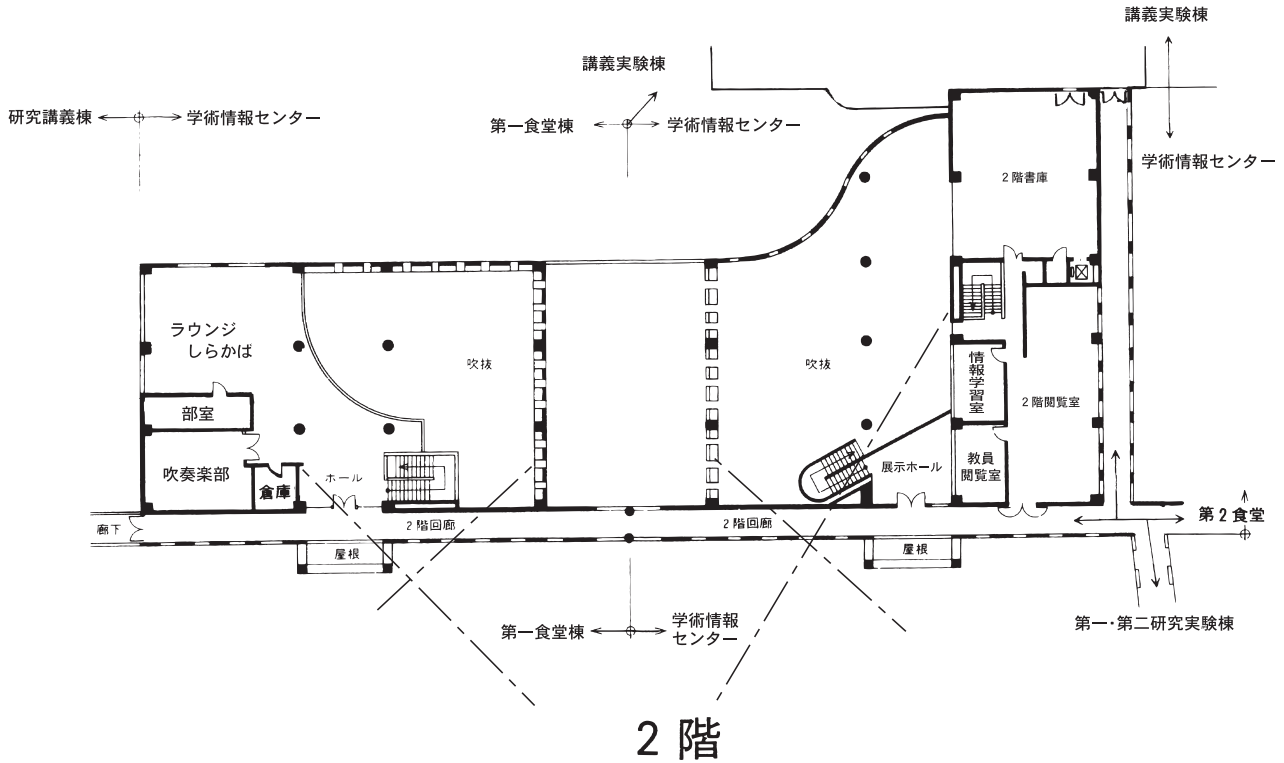 講義実験棟
講義実験棟
研究講義棟
学術情報センター
第一食堂棟
学術情報センター
学術情報センター
2階書庫
ラウンジ
しらかば
吹抜
吹抜
情報学習室
2階閲覧室
部室
吹奏楽部
倉庫
ホール
展示ホール
教員
閲覧室
廊下
2階回廊
2階回廊
第2食堂
屋根
屋根
第一食堂棟
学術情報
センター
第一・第二研究実験棟
2階